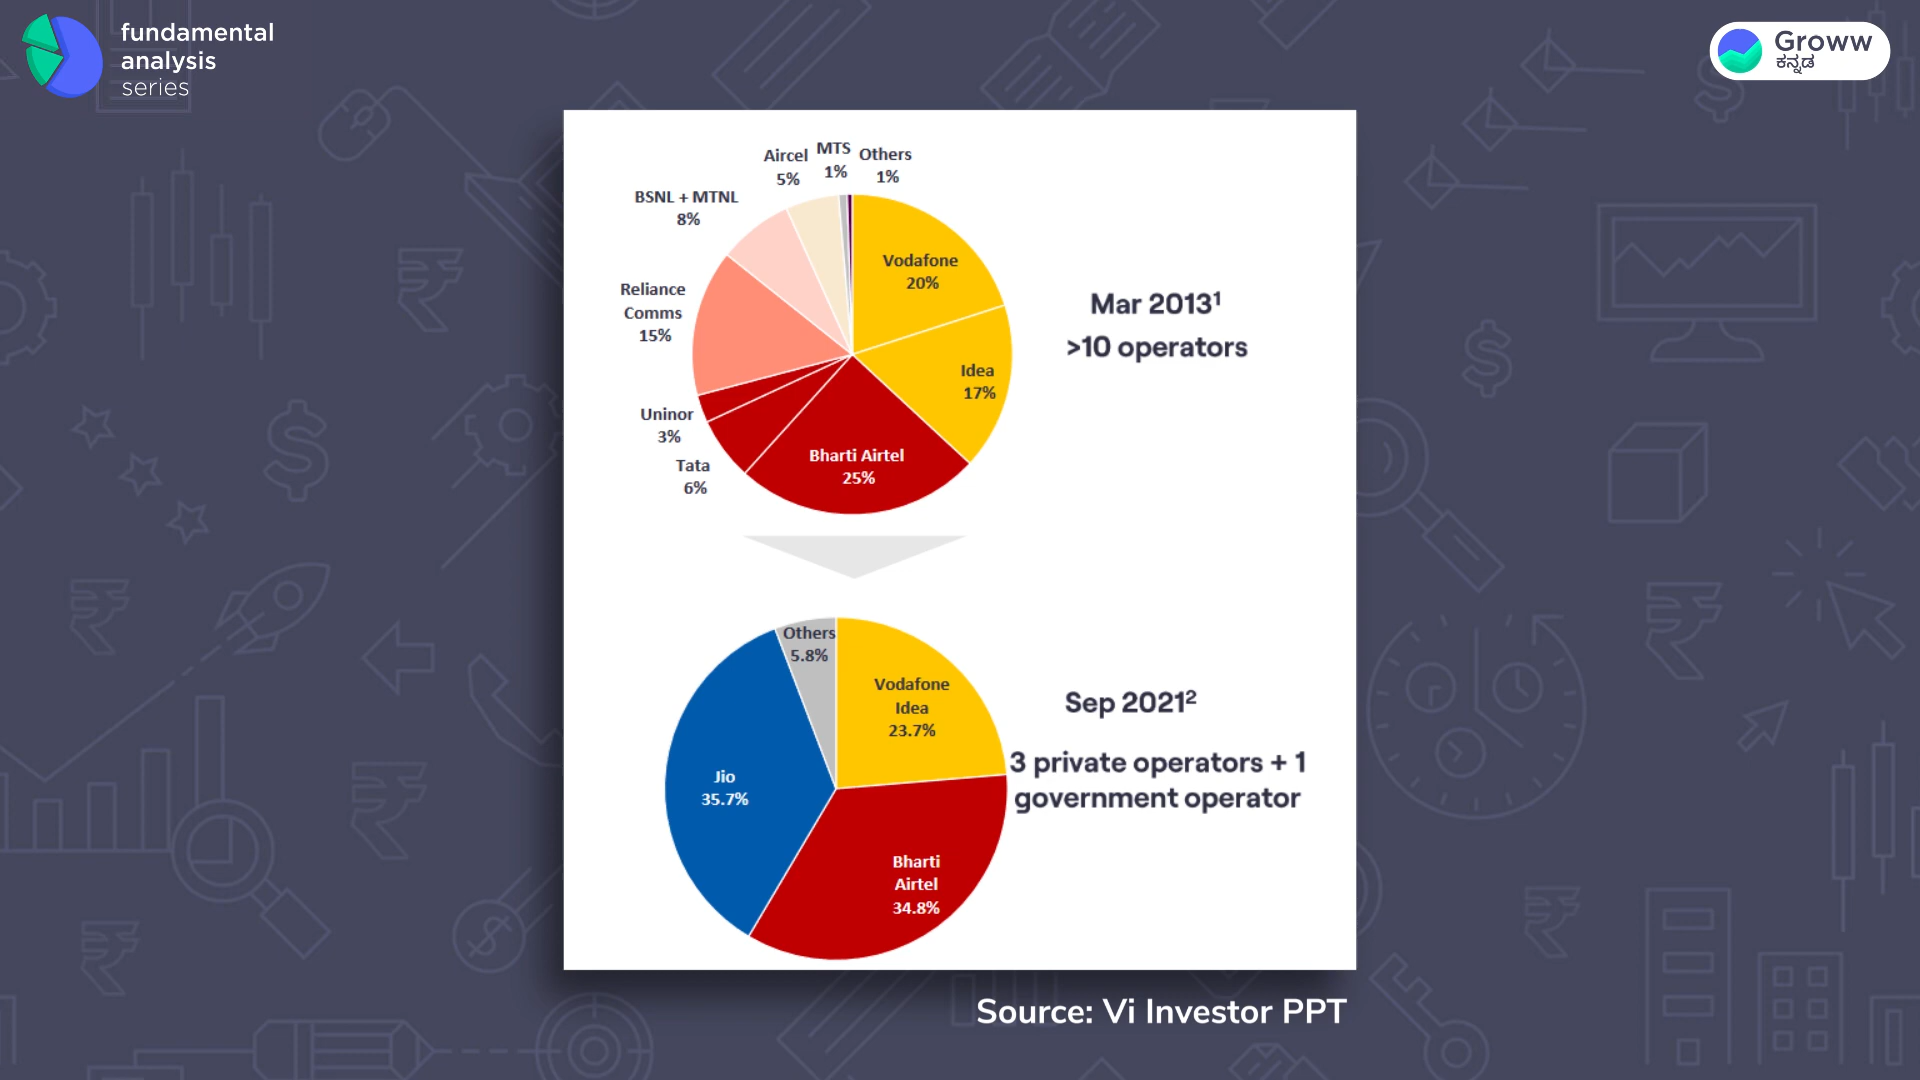 fundamental
analysis
series
Groww
ಕನ್ನಡ
Aircel
5%
MTS
1%
Others
1%
BSNL + MTNL
8%
Vodafone
20%
Reliance
Comms
15%
Idea
17%
Uninor
3%
Tata
6%
Bharti Airtel
25%
Mar 2013¹
>10 operators
Others
5.8%
Vodafone
Idea
23.7%
Jio
35.7%
Bharti
Airtel
34.8%
Sep 2021²
3 private operators + 1
government operator
Source: Vi Investor PPT